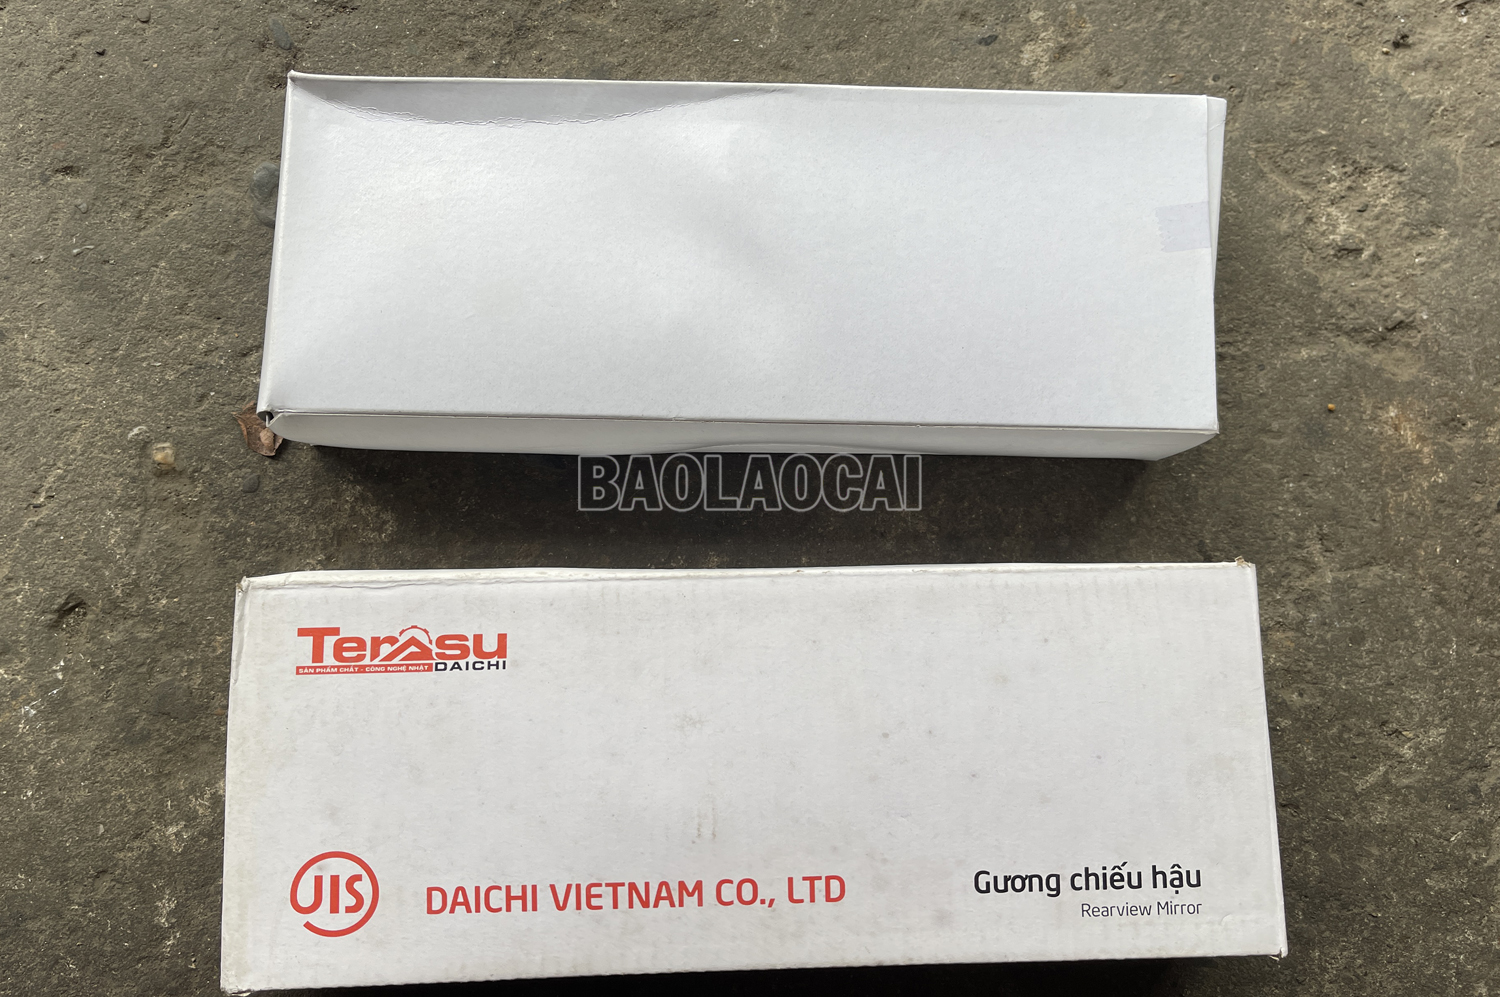 BAOLAOCAI
Terasu
SẢN PHẨM CHẤT - CÔNG NGHỆ NHẬT DAICHI
JIS
DAICHI VIETNAM CO., LTD
Gương chiếu hậu
Rearview Mirror